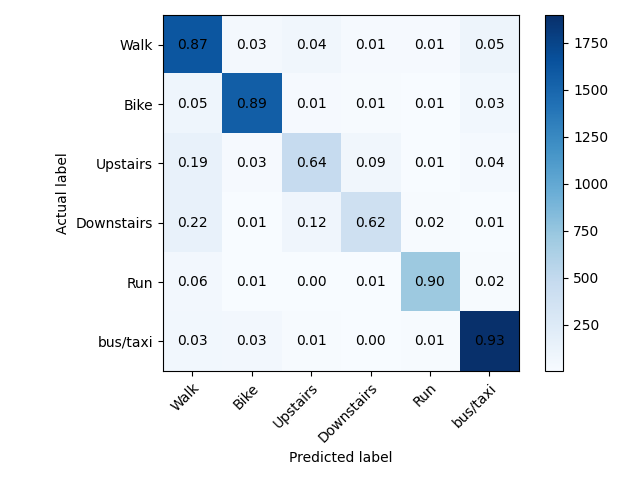 Walk 0.87 0.03 0.04 0.01 0.01 0.05
Bike 0.05 0.89 0.01 0.01 0.01 0.03
Upstairs 0.19 0.03 0.64 0.09 0.01 0.04
Downstairs 0.22 0.01 0.12 0.62 0.02 0.01
Run 0.06 0.01 0.00 0.01 0.90 0.02
bus/taxi 0.03 0.03 0.01 0.00 0.01 0.93
Actual label
Walk Bike Upstairs Downstairs Run bus/taxi
Predicted label
1750
1500
1250
1000
750
500
250